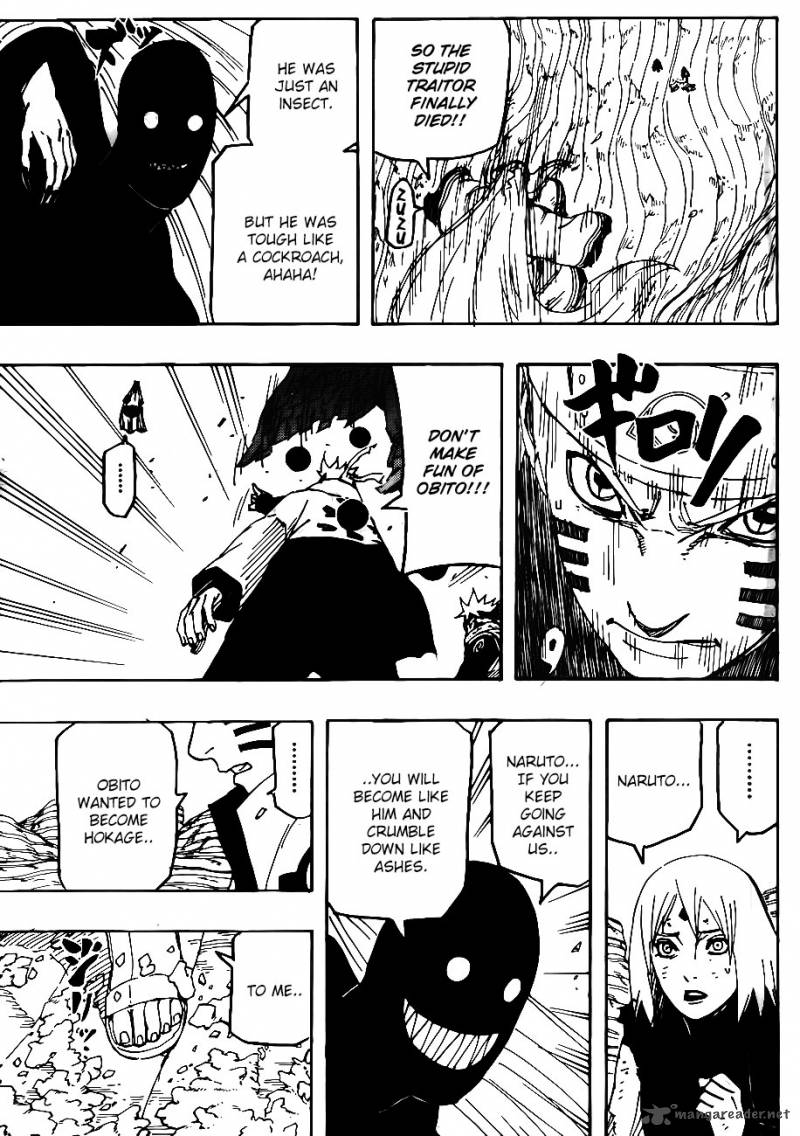 SO THE
STUPID
TRAITOR
FINALLY
DIED!!
ZUZU
HE WAS
JUST AN
INSECT.
BUT HE WAS
TOUGH LIKE
A COCKROACH,
AHAHA!
ギロッ
DON'T
MAKE
FUN OF
OBITO!!!
......
........
NARUTO...
NARUTO...
IF YOU
KEEP
GOING
AGAINST
US..
..YOU WILL
BECOME LIKE
HIM AND
CRUMBLE
DOWN LIKE
ASHES.
........
OBITO
WANTED TO
BECOME
HOKAGE..
TO ME..
mangareader.net